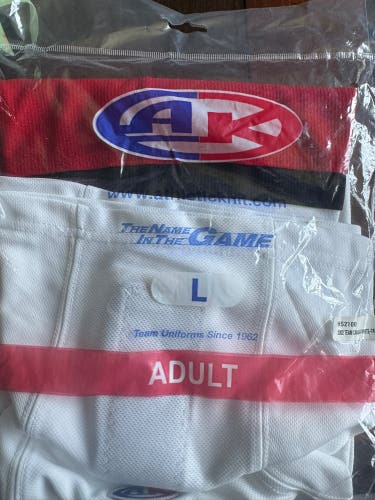 AK
www.athleticknit.com
THE NAME
IN THE GAME
L
Team Uniforms Since 1962
ADULT